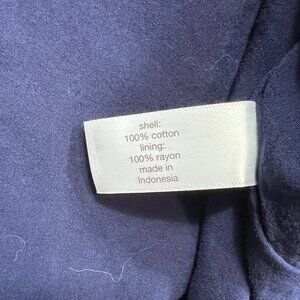 shell:
100% cotton
lining:
100% rayon
made in
Indonesia